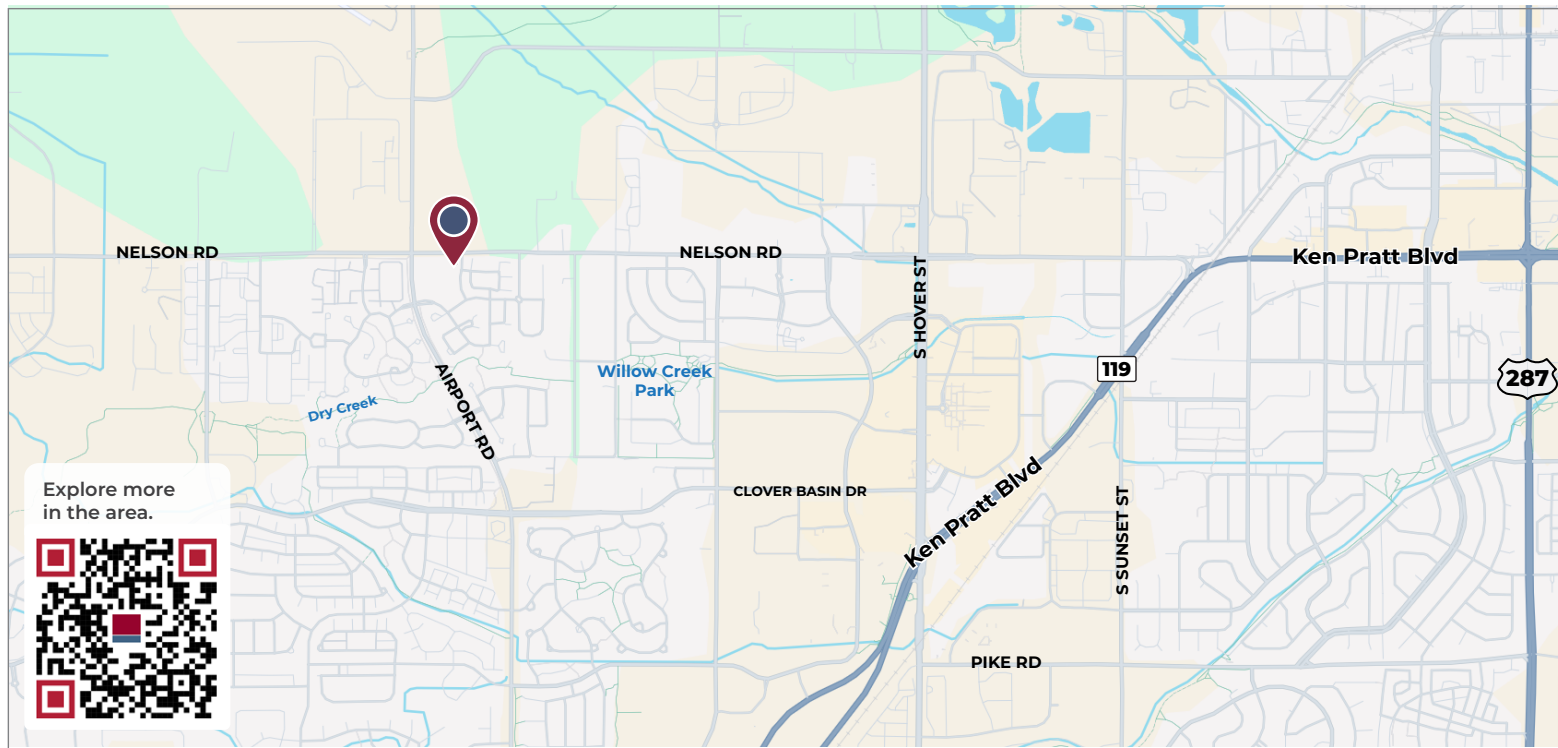 NELSON RD
NELSON RD
Ken Pratt Blvd
S HOVER ST
119
287
Willow Creek
Park
AIRPORT RD
Dry Creek
Explore more
in the area.
CLOVER BASIN DR
Ken Pratt Blvd
S SUNSET ST
PIKE RD